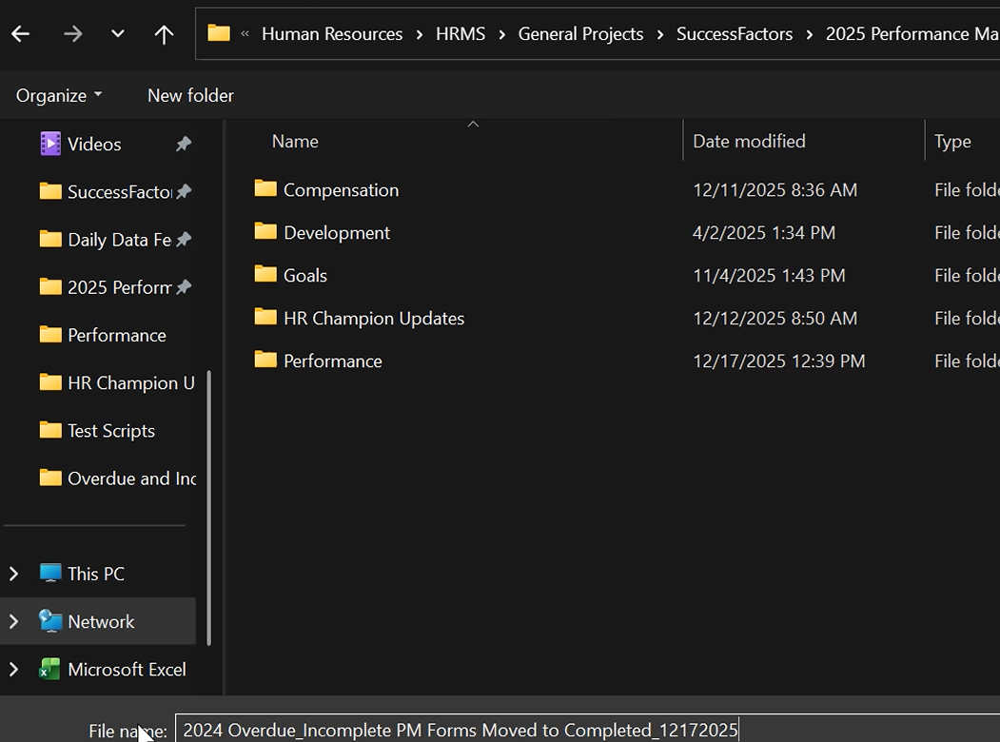 « Human Resources › HRMS › General Projects › SuccessFactors › 2025 Performance Ma
Organize New folder
Videos
SuccessFacto
Daily Data Fe
2025 Perform
Performance
HR Champion U
Test Scripts
Overdue and Inc
This PC
Network
Microsoft Excel
Name Date modified Type
Compensation 12/11/2025 8:36 AM File folde
Development 4/2/2025 1:34 PM File folde
Goals 11/4/2025 1:43 PM File folde
HR Champion Updates 12/12/2025 8:50 AM File folde
Performance 12/17/2025 12:39 PM File folde
File name: 2024 Overdue_Incomplete PM Forms Moved to Completed_12172025